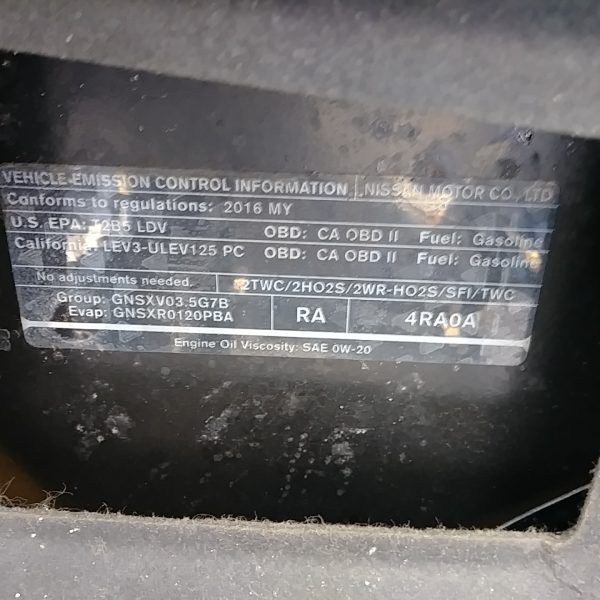 VEHICLE EMISSION CONTROL INFORMATION NISSAN MOTOR CO., LTD
Conforms to regulations: 2016 MY
U.S. EPA: T2B5 LDV OBD: CA OBD II Fuel: Gasoline
California: LEV3-ULEV125 PC OBD: CA OBD II Fuel: Gasoline
No adjustments needed. 2TWC/2HO2S/2WR-HO2S/SFI/TWC
Group: GNSXV03.5G7B
Evap: GNSXR0120PBA
RA 4RA0A
Engine Oil Viscosity: SAE 0W-20